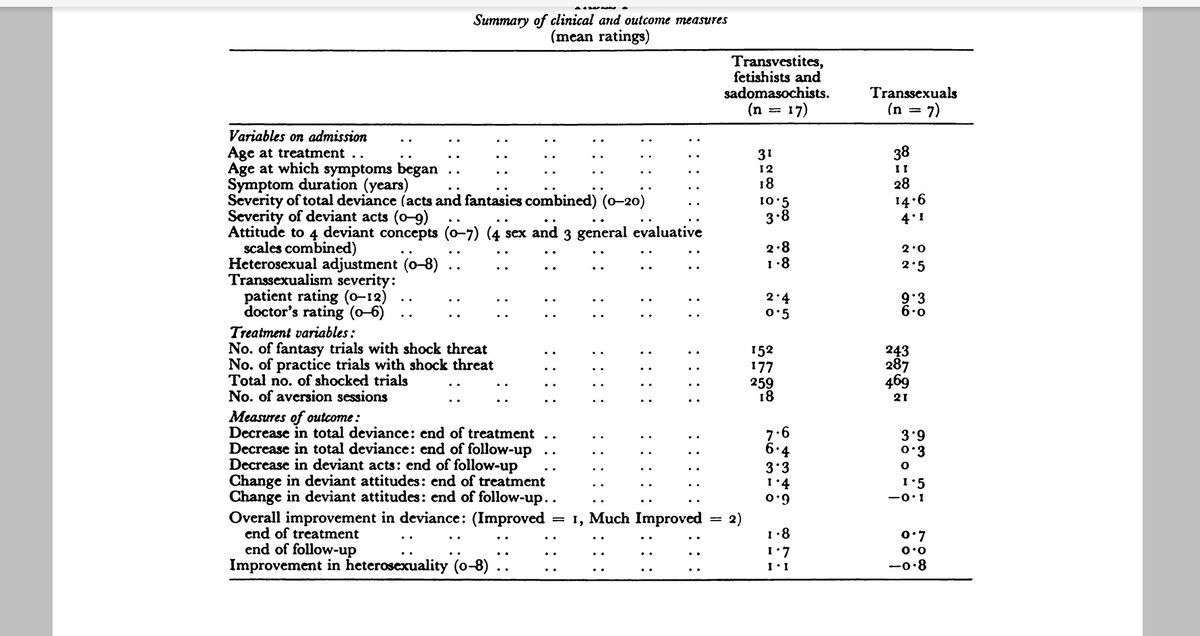 Summary of clinical and outcome measures
(mean ratings)
Transvestites,
fetishists and
sadomasochists. Transsexuals
(n = 17) (n = 7)
Variables on admission .. .. .. .. .. .. ..
Age at treatment .. .. .. .. .. .. .. .. 31 38
Age at which symptoms began .. .. .. .. .. .. 12 11
Symptom duration (years) .. .. .. .. .. .. 18 28
Severity of total deviance (acts and fantasies combined) (0–20) .. 10·5 14·6
Severity of deviant acts (0–9) .. .. .. .. .. .. 3·8 4·1
Attitude to 4 deviant concepts (0–7) (4 sex and 3 general evaluative
scales combined) .. .. .. .. .. .. .. 2·8 2·0
Heterosexual adjustment (0–8) .. .. .. .. .. .. 1·8 2·5
Transsexualism severity:
patient rating (0–12) .. .. .. .. .. .. .. 2·4 9·3
doctor's rating (0–6) .. .. .. .. .. .. .. 0·5 6·0
Treatment variables:
No. of fantasy trials with shock threat .. .. .. .. 152 243
No. of practice trials with shock threat .. .. .. .. 177 287
Total no. of shocked trials .. .. .. .. .. .. 259 469
No. of aversion sessions .. .. .. .. .. .. 18 21
Measures of outcome:
Decrease in total deviance: end of treatment .. .. .. .. 7·6 3·9
Decrease in total deviance: end of follow-up .. .. .. .. 6·4 0·3
Decrease in deviant acts: end of follow-up .. .. .. .. 3·3 0
Change in deviant attitudes: end of treatment .. .. .. 1·4 1·5
Change in deviant attitudes: end of follow-up.. .. .. .. 0·9 —0·1
Overall improvement in deviance: (Improved = 1, Much Improved = 2)
end of treatment .. .. .. .. .. .. .. 1·8 0·7
end of follow-up .. .. .. .. .. .. .. 1·7 0·0
Improvement in heterosexuality (0–8) .. .. .. .. .. 1·1 —0·8